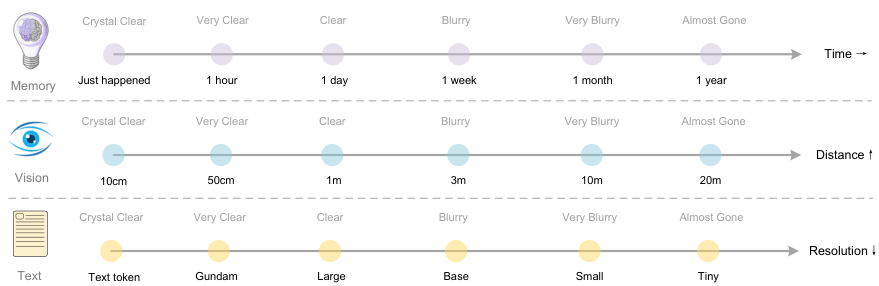 Crystal Clear Very Clear Clear Blurry Very Blurry Almost Gone
Time →
Memory
Just happened 1 hour 1 day 1 week 1 month 1 year
Crystal Clear Very Clear Clear Blurry Very Blurry Almost Gone
Distance ↑
Vision
10cm 50cm 1m 3m 10m 20m
Crystal Clear Very Clear Clear Blurry Very Blurry Almost Gone
Resolution ↓
Text
Text token Gundam Large Base Small Tiny